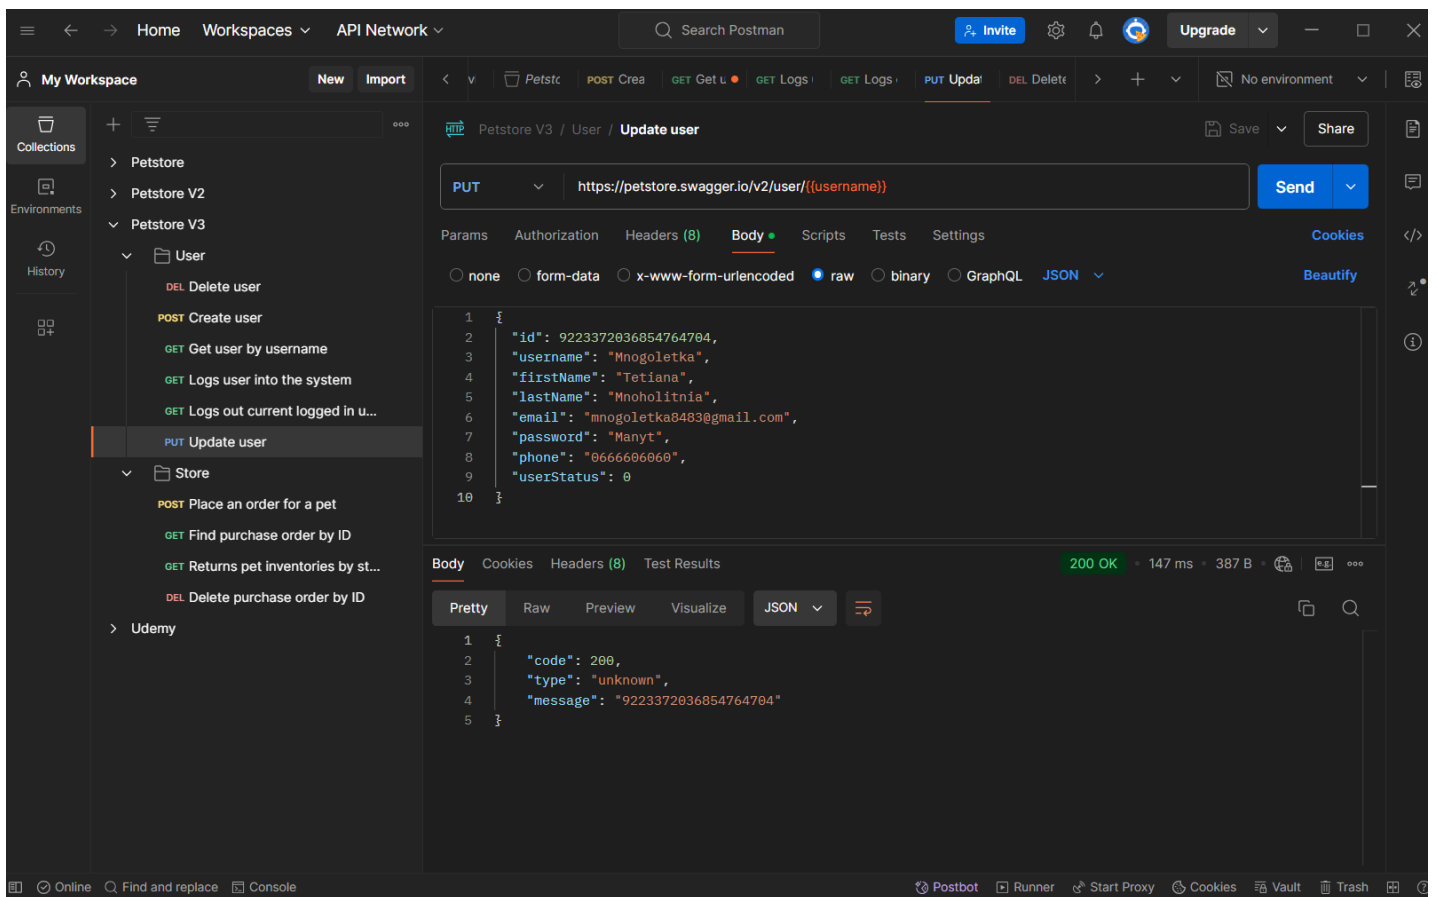 Home Workspaces API Network Search Postman Invite Upgrade
My Workspace New Import Petstc POST Crea GET Get u GET Logs GET Logs PUT Updat DEL Delete No environment
Collections
Environments
History
Petstore
Petstore V2
Petstore V3
User
DEL Delete user
POST Create user
GET Get user by username
GET Logs user into the system
GET Logs out current logged in u...
PUT Update user
Store
POST Place an order for a pet
GET Find purchase order by ID
GET Returns pet inventories by st...
DEL Delete purchase order by ID
Udemy
HTTP Petstore V3 / User / Update user Save Share
PUT https://petstore.swagger.io/v2/user/{{username}} Send
Params Authorization Headers (8) Body Scripts Tests Settings Cookies
none form-data x-www-form-urlencoded raw binary GraphQL JSON Beautify
1 {
2 "id": 9223372036854764704,
3 "username": "Mnogoletka",
4 "firstName": "Tetiana",
5 "lastName": "Mnoholitnia",
6 "email": "mnogoletka8483@gmail.com",
7 "password": "Manyt",
8 "phone": "0666606060",
9 "userStatus": 0
10 }
Body Cookies Headers (8) Test Results 200 OK 147 ms 387 B e.g.
Pretty Raw Preview Visualize JSON
1 {
2 "code": 200,
3 "type": "unknown",
4 "message": "9223372036854764704"
5 }
Online Find and replace Console Postbot Runner Start Proxy Cookies Vault Trash